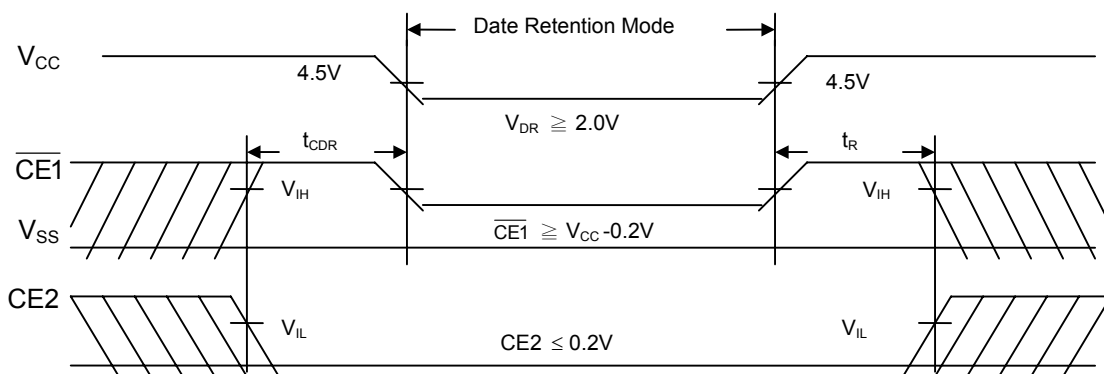 Date Retention Mode
VCC
4.5V
4.5V
VDR ≧ 2.0V
tCDR
tR
CE1
VIH
VIH
VSS
CE1 ≧ VCC -0.2V
CE2
VIL
VIL
CE2 ≤ 0.2V